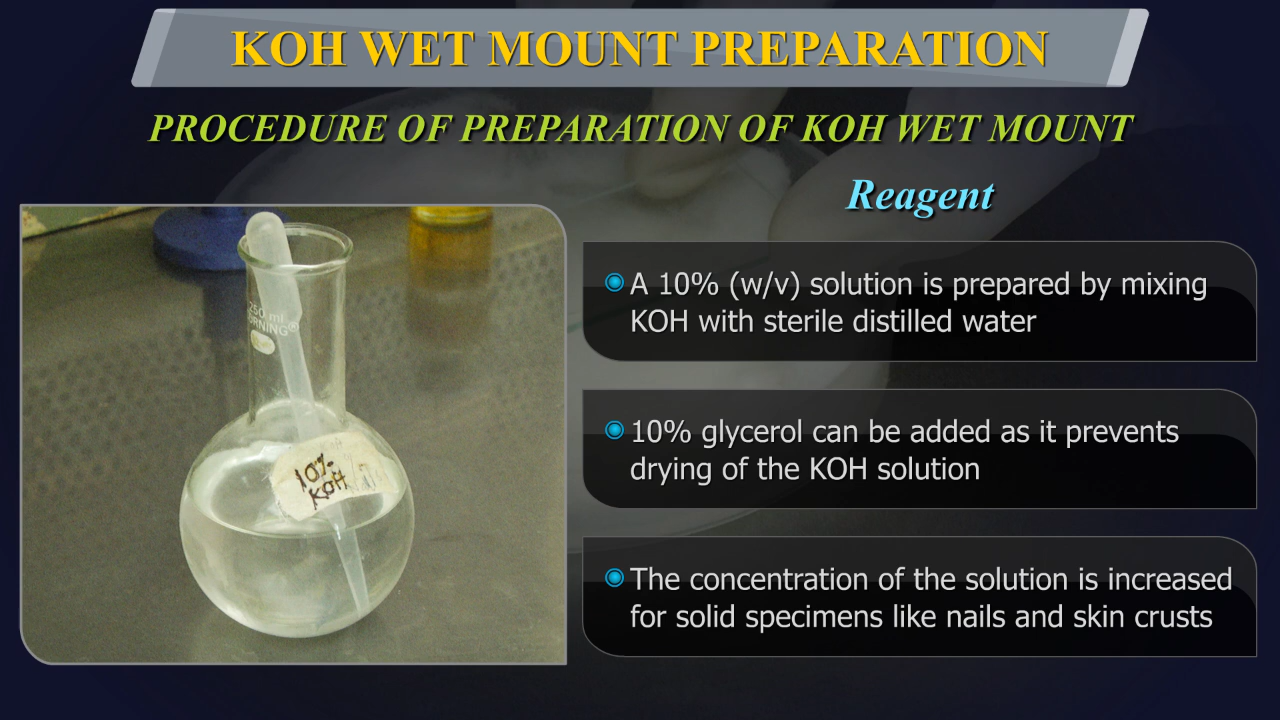 KOH WET MOUNT PREPARATION
PROCEDURE OF PREPARATION OF KOH WET MOUNT
Reagent
250 ml
10%
KOH
A 10% (w/v) solution is prepared by mixing
KOH with sterile distilled water
10% glycerol can be added as it prevents
drying of the KOH solution
The concentration of the solution is increased
for solid specimens like nails and skin crusts